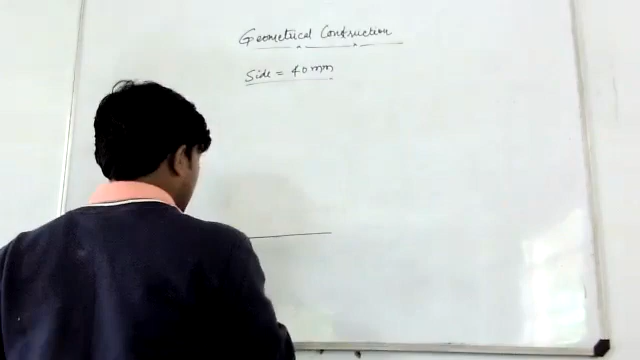 Geometrical Construction
Side = 40 mm